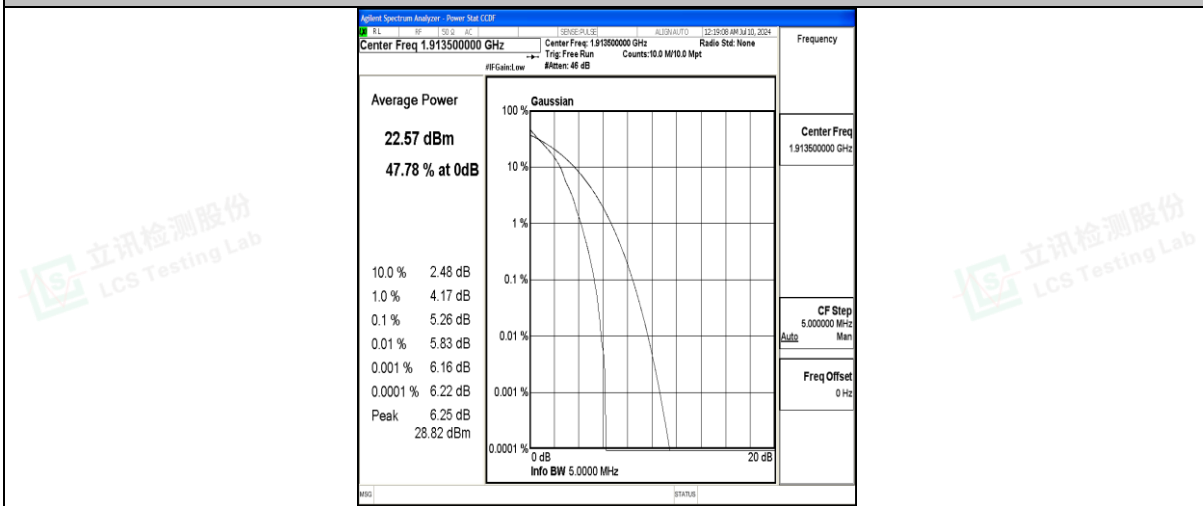 Agilent Spectrum Analyzer - Power Stat CCDF
RL RF 50 Ω AC SENSE:PULSE ALIGN AUTO 12:19:08 AM Jul 10, 2024
Center Freq 1.913500000 GHz
Center Freq: 1.913500000 GHz Radio Std: None
Trig: Free Run Counts:10.0 M/10.0 Mpt
#IFGain:Low #Atten: 46 dB
Frequency
Average Power
22.57 dBm
47.78 % at 0dB
10.0 % 2.48 dB
1.0 % 4.17 dB
0.1 % 5.26 dB
0.01 % 5.83 dB
0.001 % 6.16 dB
0.0001 % 6.22 dB
Peak 6.25 dB
28.82 dBm
Gaussian
100 %
10 %
1 %
0.1 %
0.01 %
0.001 %
0.0001 %
0 dB 20 dB
Info BW 5.0000 MHz
Center Freq
1.913500000 GHz
CF Step
5.000000 MHz
Auto Man
Freq Offset
0 Hz
MSG STATUS
立讯检测股份
LCS Testing Lab
立讯检测股份
LCS Testing Lab